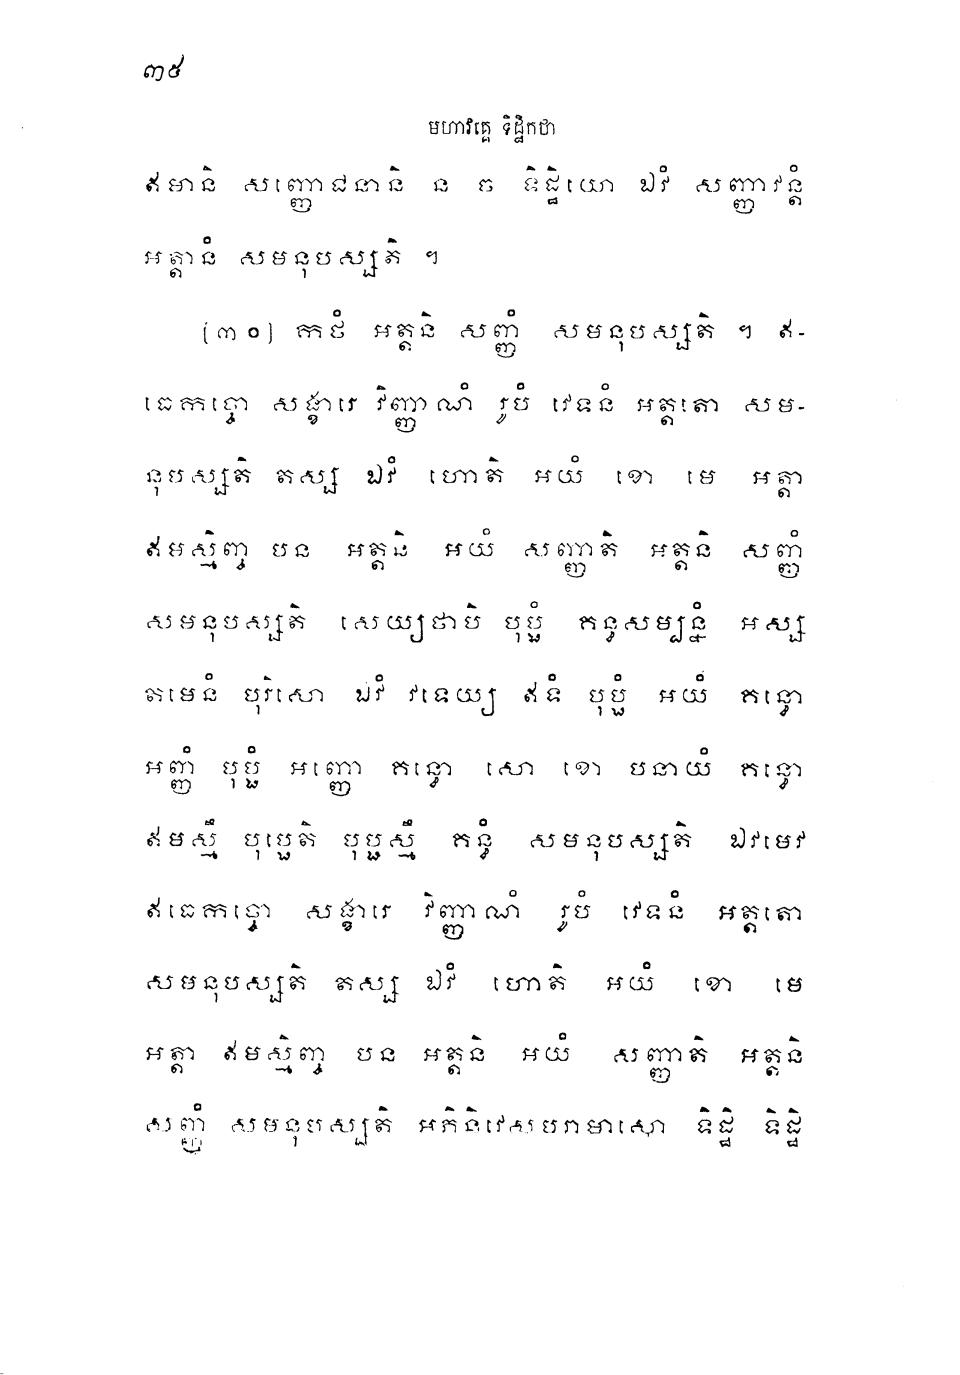 ៣៥
មហាវគ្គេ ទិដ្ឋិកថា
ឥមានិ សញ្ញោជនានិ ន ច ទិដ្ឋិយោ ឯវំ សញ្ញាវន្តំ
អត្តានំ សមនុបស្សតិ ។
[៣០] កថំ អត្តនិ សញ្ញំ សមនុបស្សតិ ។ ឥ-
ធេកច្ចោ សង្ខារេ វិញ្ញាណំ រូបំ វេទនំ អត្តតោ សម-
នុបស្សតិ តស្ស ឯវំ ហោតិ អយំ ខោ មេ អត្តា
ឥមស្មិញ្ច បន អត្តនិ អយំ សញ្ញាតិ អត្តនិ សញ្ញំ
សមនុបស្សតិ សេយ្យថាបិ បុប្ផំ គន្ធសម្បន្នំ អស្ស
តមេនំ បុរិសោ ឯវំ វទេយ្យ ឥទំ បុប្ផំ អយំ គន្ធោ
អញ្ញំ បុប្ផំ អញ្ញោ គន្ធោ សោ ខោ បនាយំ គន្ធោ
ឥមស្មឹ បុប្ផេតិ បុប្ផស្មឹ គន្ធំ សមនុបស្សតិ ឯវមេវ
ឥធេកច្ចោ សង្ខារេ វិញ្ញាណំ រូបំ វេទនំ អត្តតោ
សមនុបស្សតិ តស្ស ឯវំ ហោតិ អយំ ខោ មេ
អត្តា ឥមស្មិញ្ច បន អត្តនិ អយំ សញ្ញាតិ អត្តនិ
សញ្ញំ សមនុបស្សតិ អភិនិវេសបរាមាសោ ទិដ្ឋិ ទិដ្ឋិ